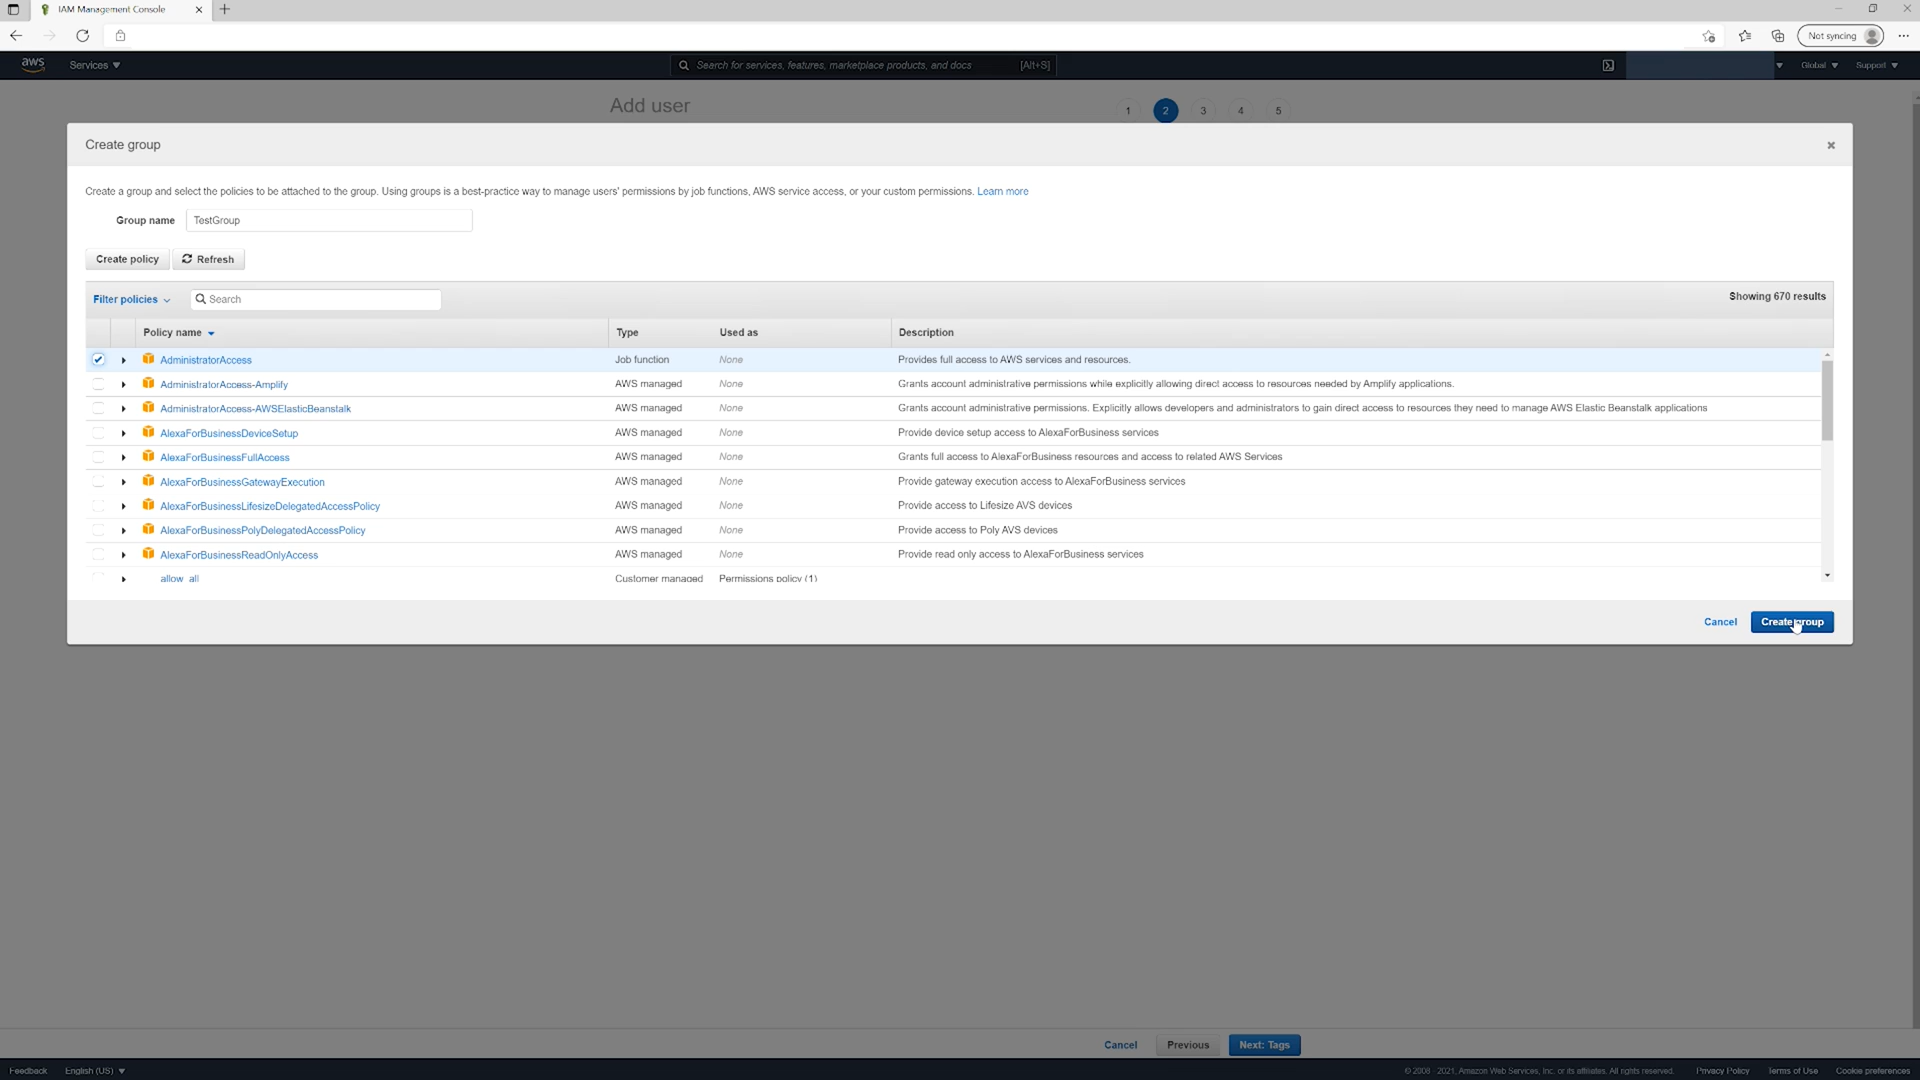 IAM Management Console
Not syncing
aws
Services
Search for services, features, marketplace products, and docs
[Alt+S]
Global
Support
Add user
1
2
3
4
5
Create group
Create a group and select the policies to be attached to the group. Using groups is a best-practice way to manage users' permissions by job functions, AWS service access, or your custom permissions. Learn more
Group name
TestGroup
Create policy
Refresh
Filter policies
Search
Showing 670 results
Policy name
Type
Used as
Description
AdministratorAccess
Job function
None
Provides full access to AWS services and resources.
AdministratorAccess-Amplify
AWS managed
None
Grants account administrative permissions while explicitly allowing direct access to resources needed by Amplify applications.
AdministratorAccess-AWSElasticBeanstalk
AWS managed
None
Grants account administrative permissions. Explicitly allows developers and administrators to gain direct access to resources they need to manage AWS Elastic Beanstalk applications
AlexaForBusinessDeviceSetup
AWS managed
None
Provide device setup access to AlexaForBusiness services
AlexaForBusinessFullAccess
AWS managed
None
Grants full access to AlexaForBusiness resources and access to related AWS Services
AlexaForBusinessGatewayExecution
AWS managed
None
Provide gateway execution access to AlexaForBusiness services
AlexaForBusinessLifesizeDelegatedAccessPolicy
AWS managed
None
Provide access to Lifesize AVS devices
AlexaForBusinessPolyDelegatedAccessPolicy
AWS managed
None
Provide access to Poly AVS devices
AlexaForBusinessReadOnlyAccess
AWS managed
None
Provide read only access to AlexaForBusiness services
allow_all
Customer managed
Permissions policy (1)
Cancel
Create group
Cancel
Previous
Next: Tags
Feedback
English (US)
© 2008 - 2021, Amazon Web Services, Inc. or its affiliates. All rights reserved.
Privacy Policy
Terms of Use
Cookie preferences